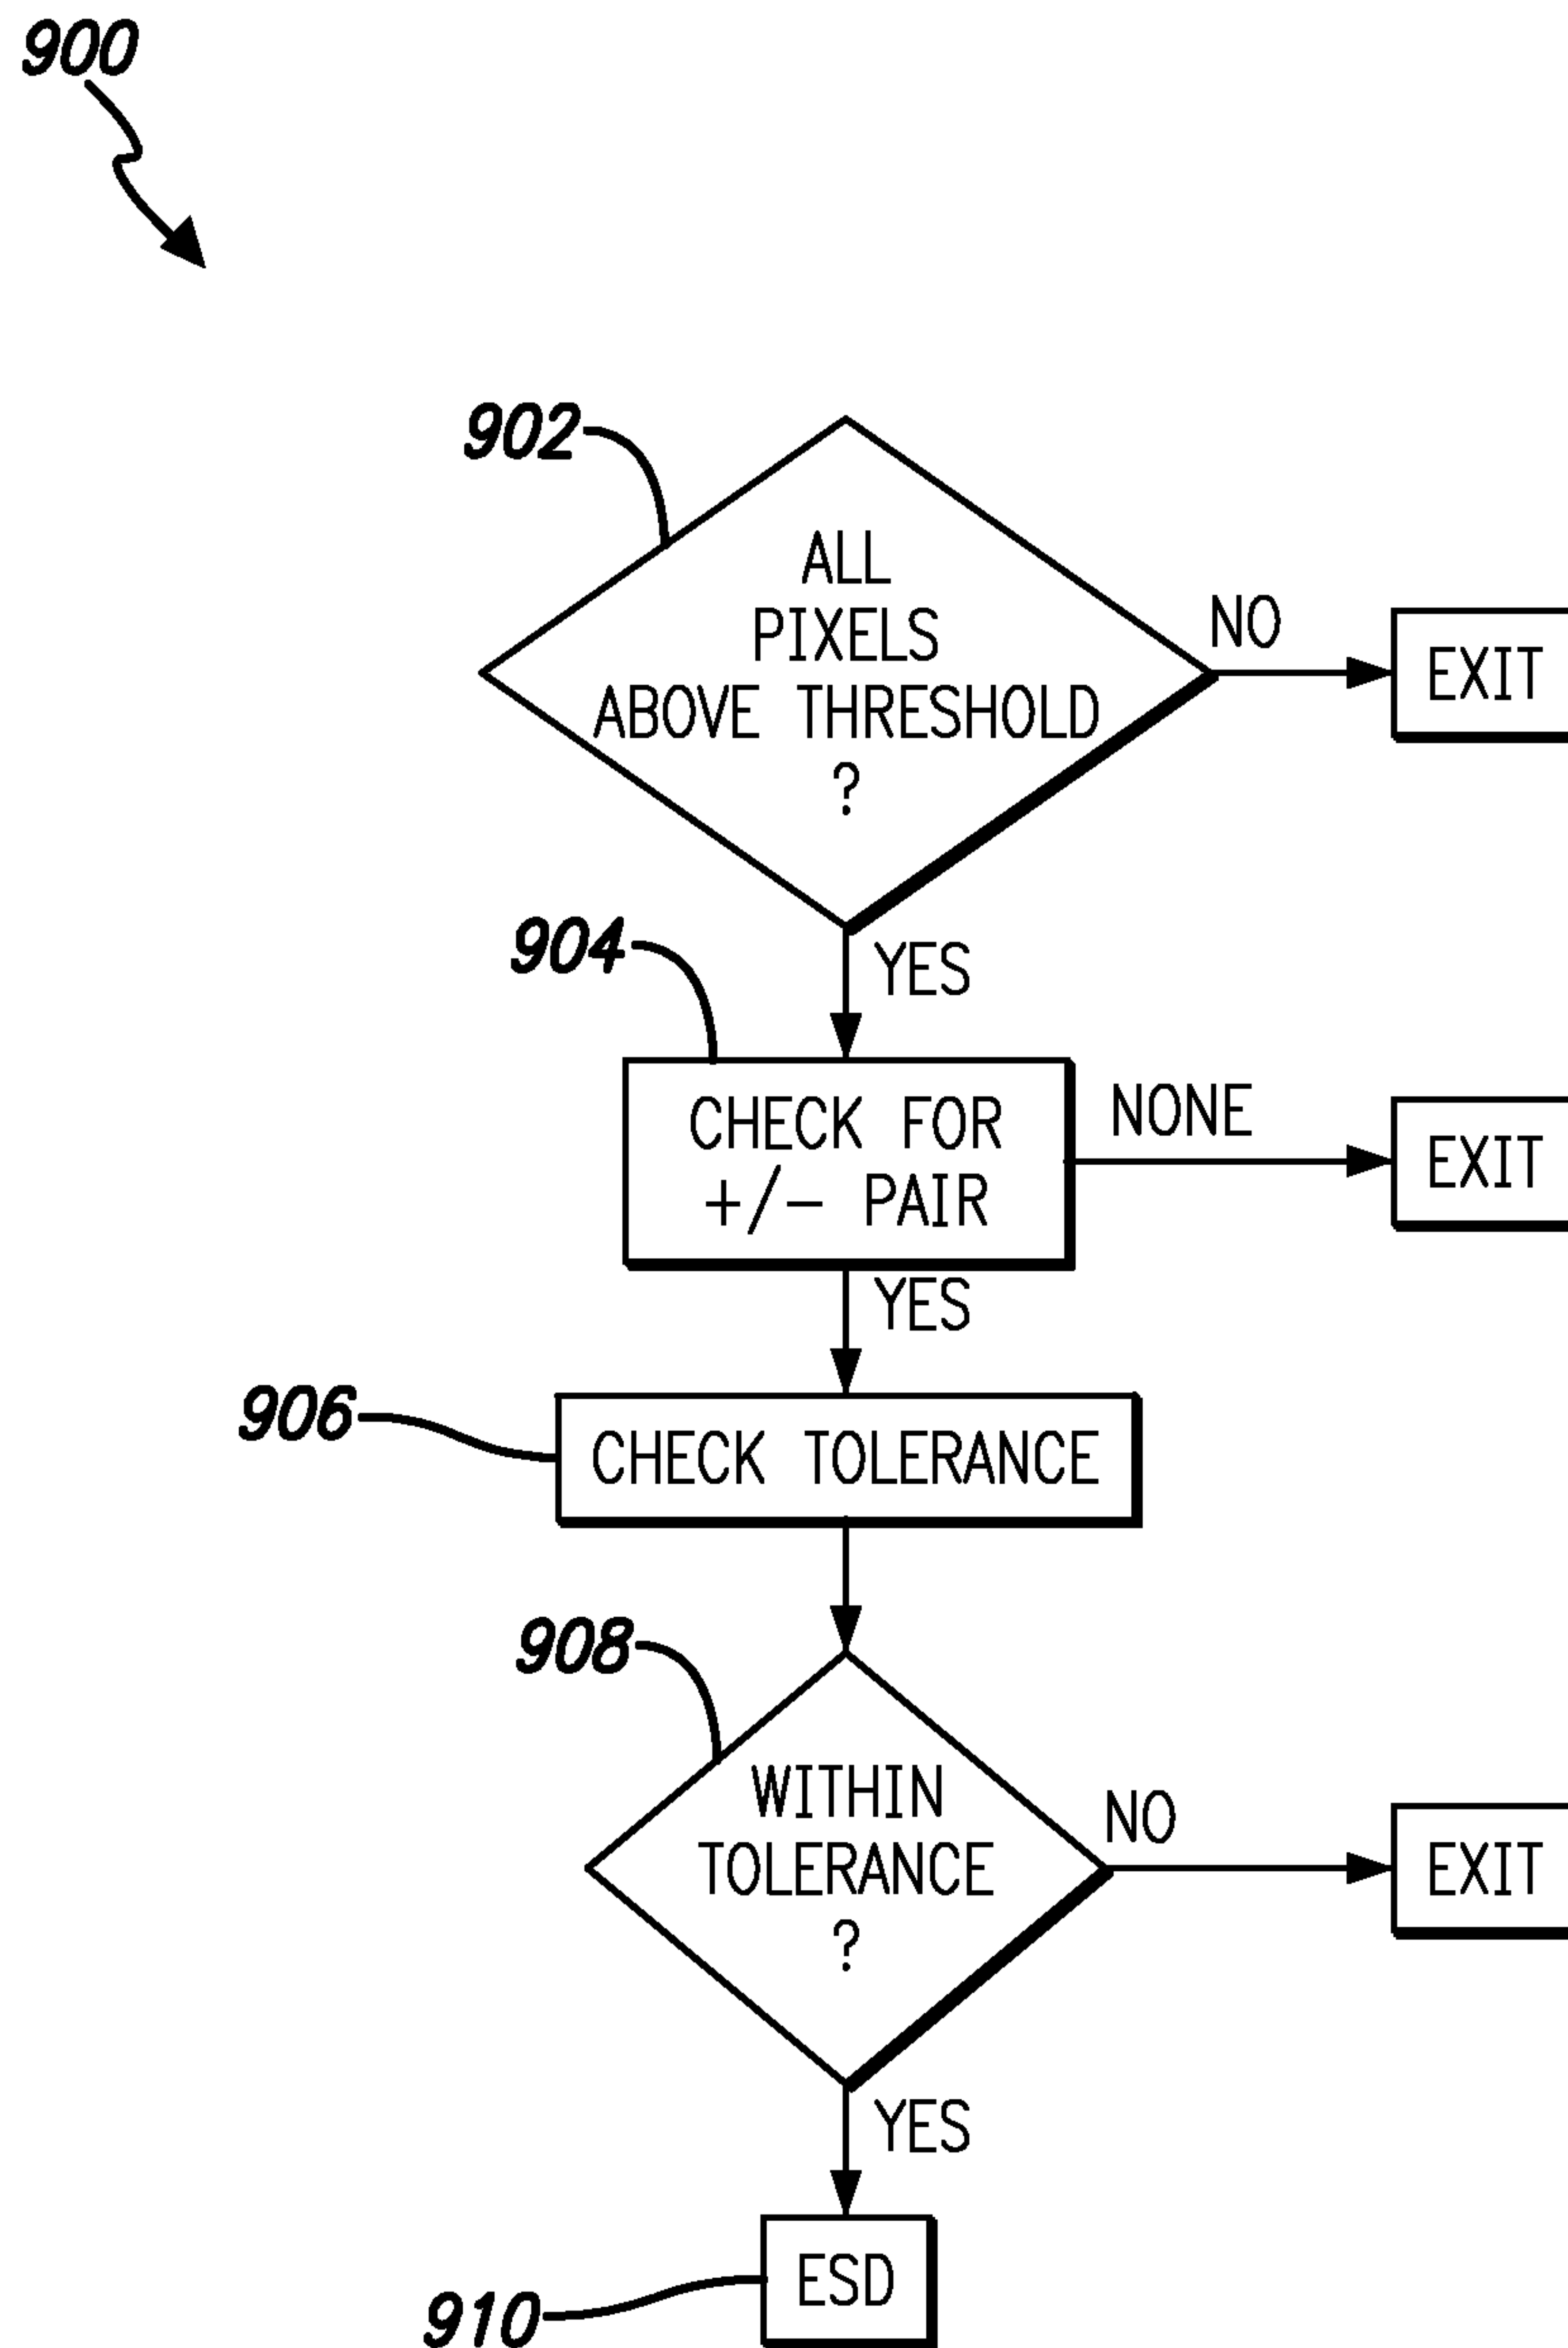 900
902
ALL
PIXELS
ABOVE THRESHOLD
?
NO
EXIT
YES
904
CHECK FOR
+/- PAIR
NONE
EXIT
YES
906
CHECK TOLERANCE
908
WITHIN
TOLERANCE
?
NO
EXIT
YES
910
ESD